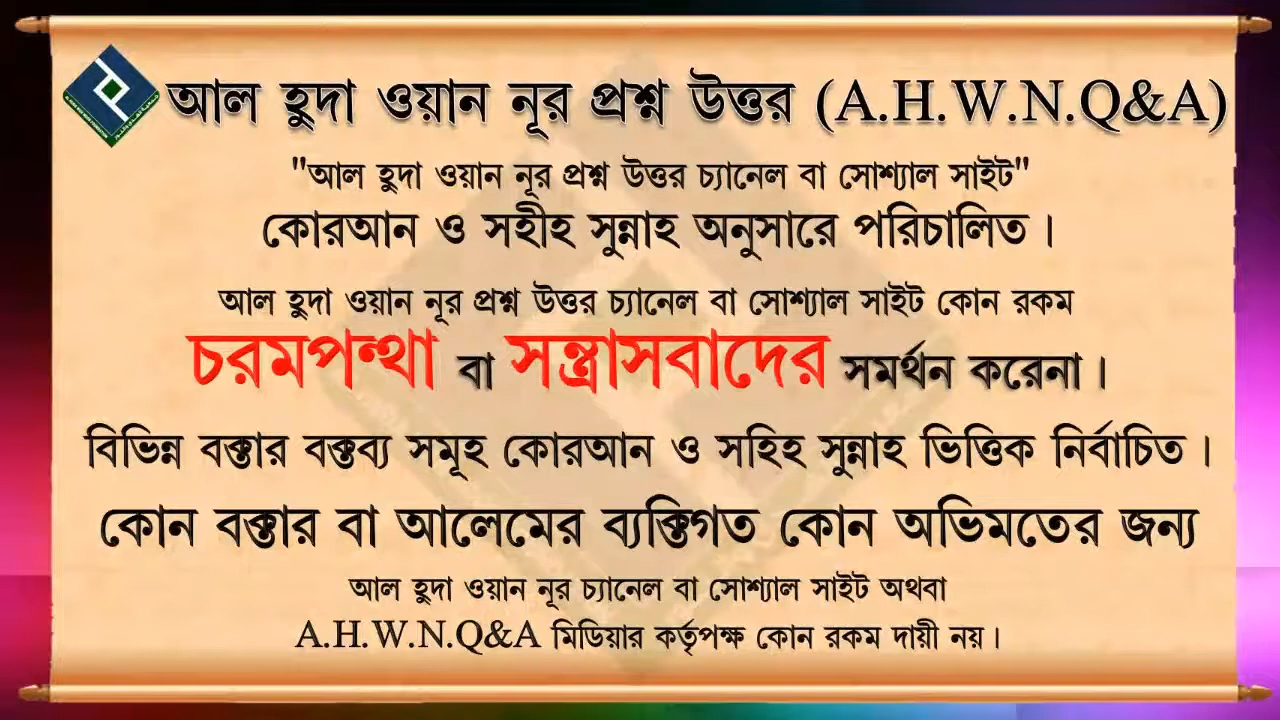 আল হুদা ওয়ান নূর প্রশ্ন উত্তর (A.H.W.N.Q&A)
"আল হুদা ওয়ান নূর প্রশ্ন উত্তর চ্যানেল বা সোশ্যাল সাইট"
কোরআন ও সহীহ সুন্নাহ অনুসারে পরিচালিত।
আল হুদা ওয়ান নূর প্রশ্ন উত্তর চ্যানেল বা সোশ্যাল সাইট কোন রকম
চরমপন্থা বা সন্ত্রাসবাদের সমর্থন করেনা।
বিভিন্ন বক্তার বক্তব্য সমূহ কোরআন ও সহিহ সুন্নাহ ভিত্তিক নির্বাচিত।
কোন বক্তার বা আলেমের ব্যক্তিগত কোন অভিমতের জন্য
আল হুদা ওয়ান নূর চ্যানেল বা সোশ্যাল সাইট অথবা
A.H.W.N.Q&A মিডিয়ার কর্তৃপক্ষ কোন রকম দায়ী নয়।